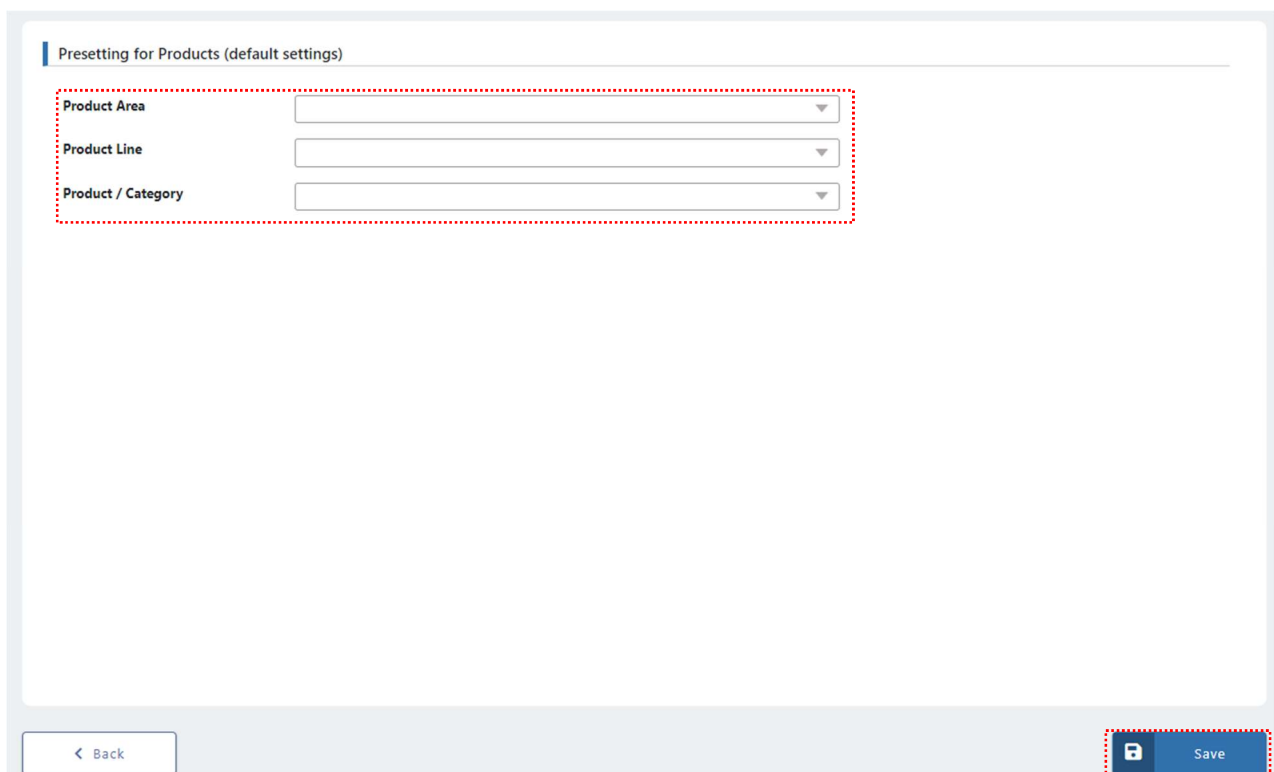 Presetting for Products (default settings)
Product Area
Product Line
Product / Category
Back
Save